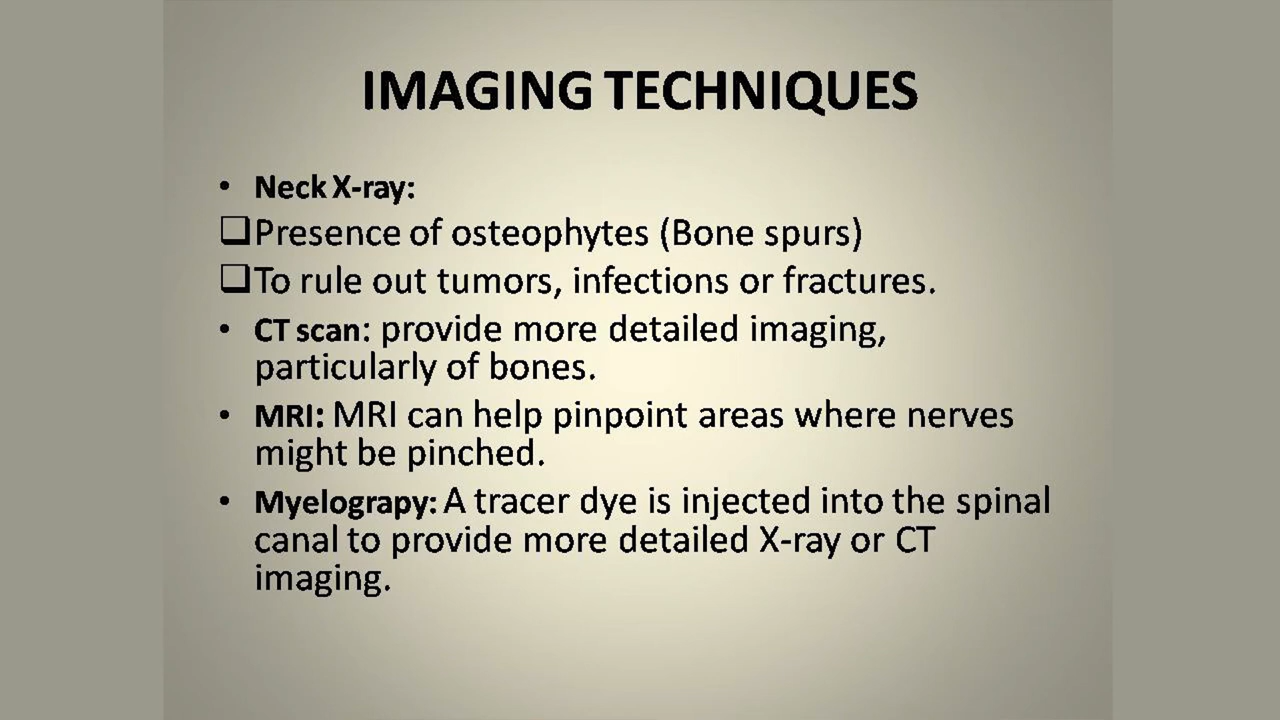 IMAGING TECHNIQUES
• Neck X-ray:
❑Presence of osteophytes (Bone spurs)
❑To rule out tumors, infections or fractures.
• CT scan: provide more detailed imaging,
particularly of bones.
• MRI: MRI can help pinpoint areas where nerves
might be pinched.
• Myelograpy: A tracer dye is injected into the spinal
canal to provide more detailed X-ray or CT
imaging.